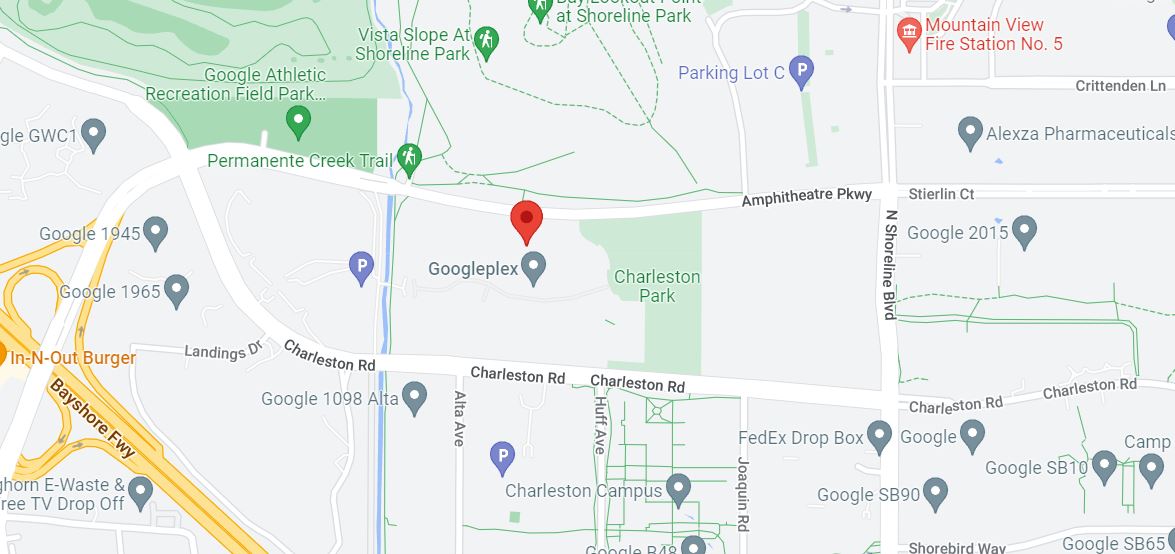 Bay/Lookout Point
at Shoreline Park
Vista Slope At
Shoreline Park
Mountain View
Fire Station No. 5
Google Athletic
Recreation Field Park...
Parking Lot C
P
Crittenden Ln
gle GWC1
Alexza Pharmaceuticals
Permanente Creek Trail
Amphitheatre Pkwy
Stierlin Ct
Google 1945
N Shoreline Blvd
Google 2015
P
Googleplex
Charleston
Park
Google 1965
In-N-Out Burger
Landings Dr
Charleston Rd
Charleston Rd
Charleston Rd
Charleston Rd
Charleston Rd
Bayshore Fwy
Google 1098 Alta
Alta Ave
Huff Ave
Joaquin Rd
FedEx Drop Box
Google
Camp
P
Google SB10
ghorn E-Waste &
ree TV Drop Off
Charleston Campus
Google SB90
Google B48
Shorebird Way
Google SB65